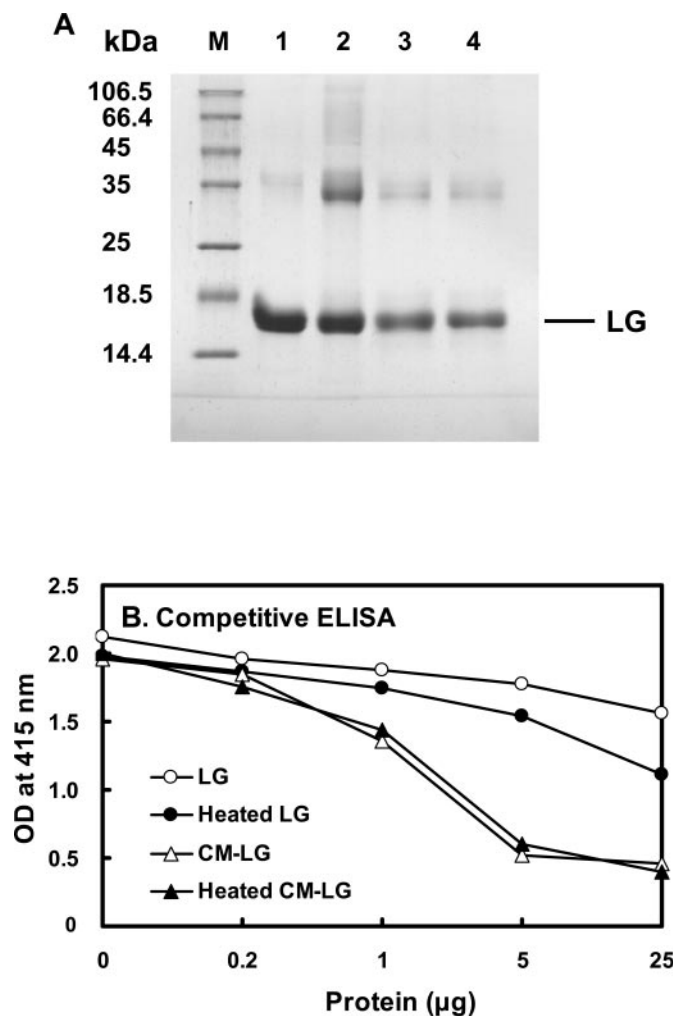 A
kDa M 1 2 3 4
106.5
66.4
45
35
25
18.5
LG
14.4
2.5
B. Competitive ELISA
2.0
1.5
1.0
0.5
0
OD at 415 nm
LG
Heated LG
CM-LG
Heated CM-LG
0 0.2 1 5 25
Protein (µg)